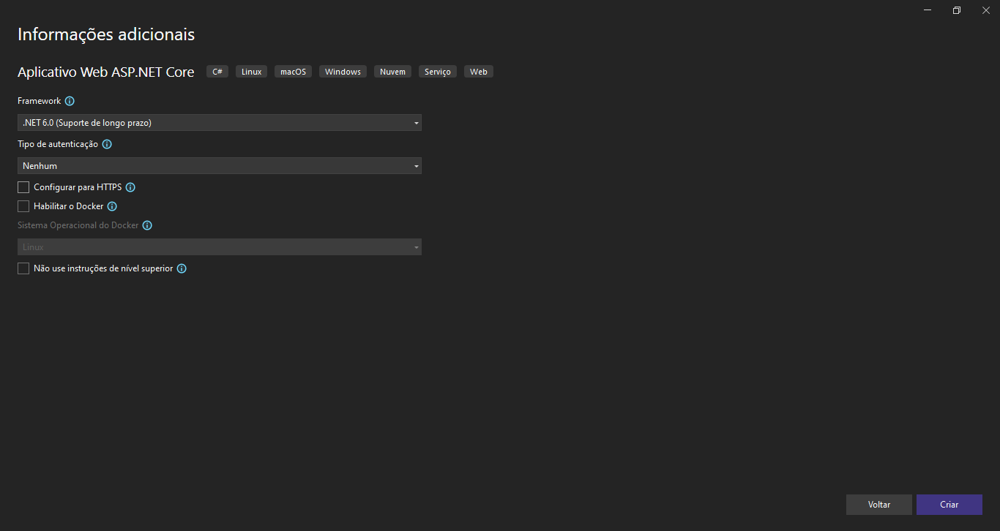 Informações adicionais
Aplicativo Web ASP.NET Core C# Linux macOS Windows Nuvem Serviço Web
Framework
.NET 6.0 (Suporte de longo prazo)
Tipo de autenticação
Nenhum
Configurar para HTTPS
Habilitar o Docker
Sistema Operacional do Docker
Linux
Não use instruções de nível superior
Voltar Criar